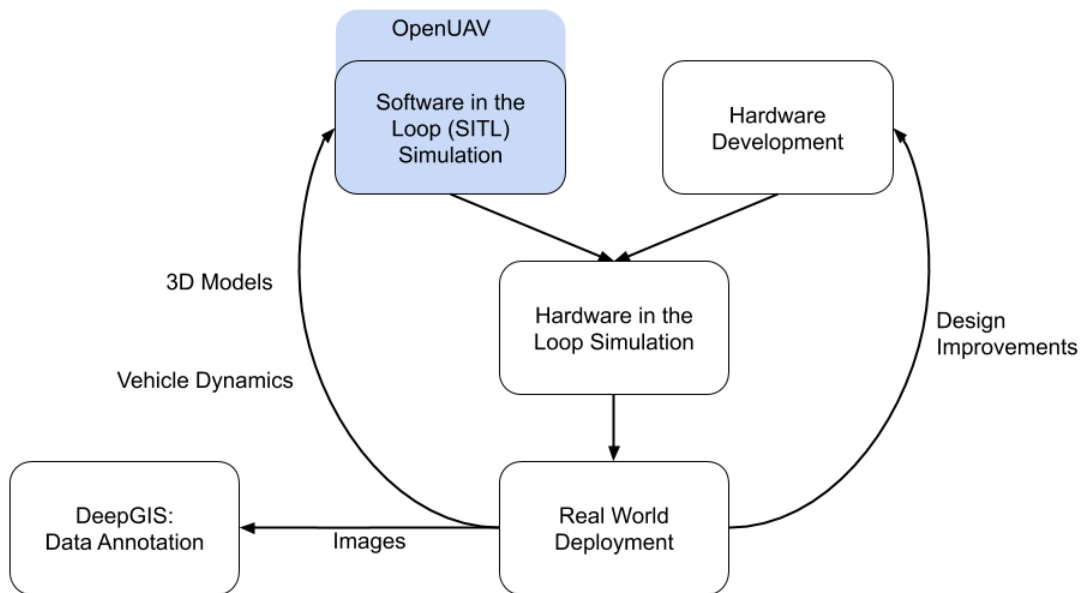 OpenUAV
Software in the
Loop (SITL)
Simulation
Hardware
Development
3D Models
Hardware in the
Loop Simulation
Design
Improvements
Vehicle Dynamics
DeepGIS:
Data Annotation
Images
Real World
Deployment